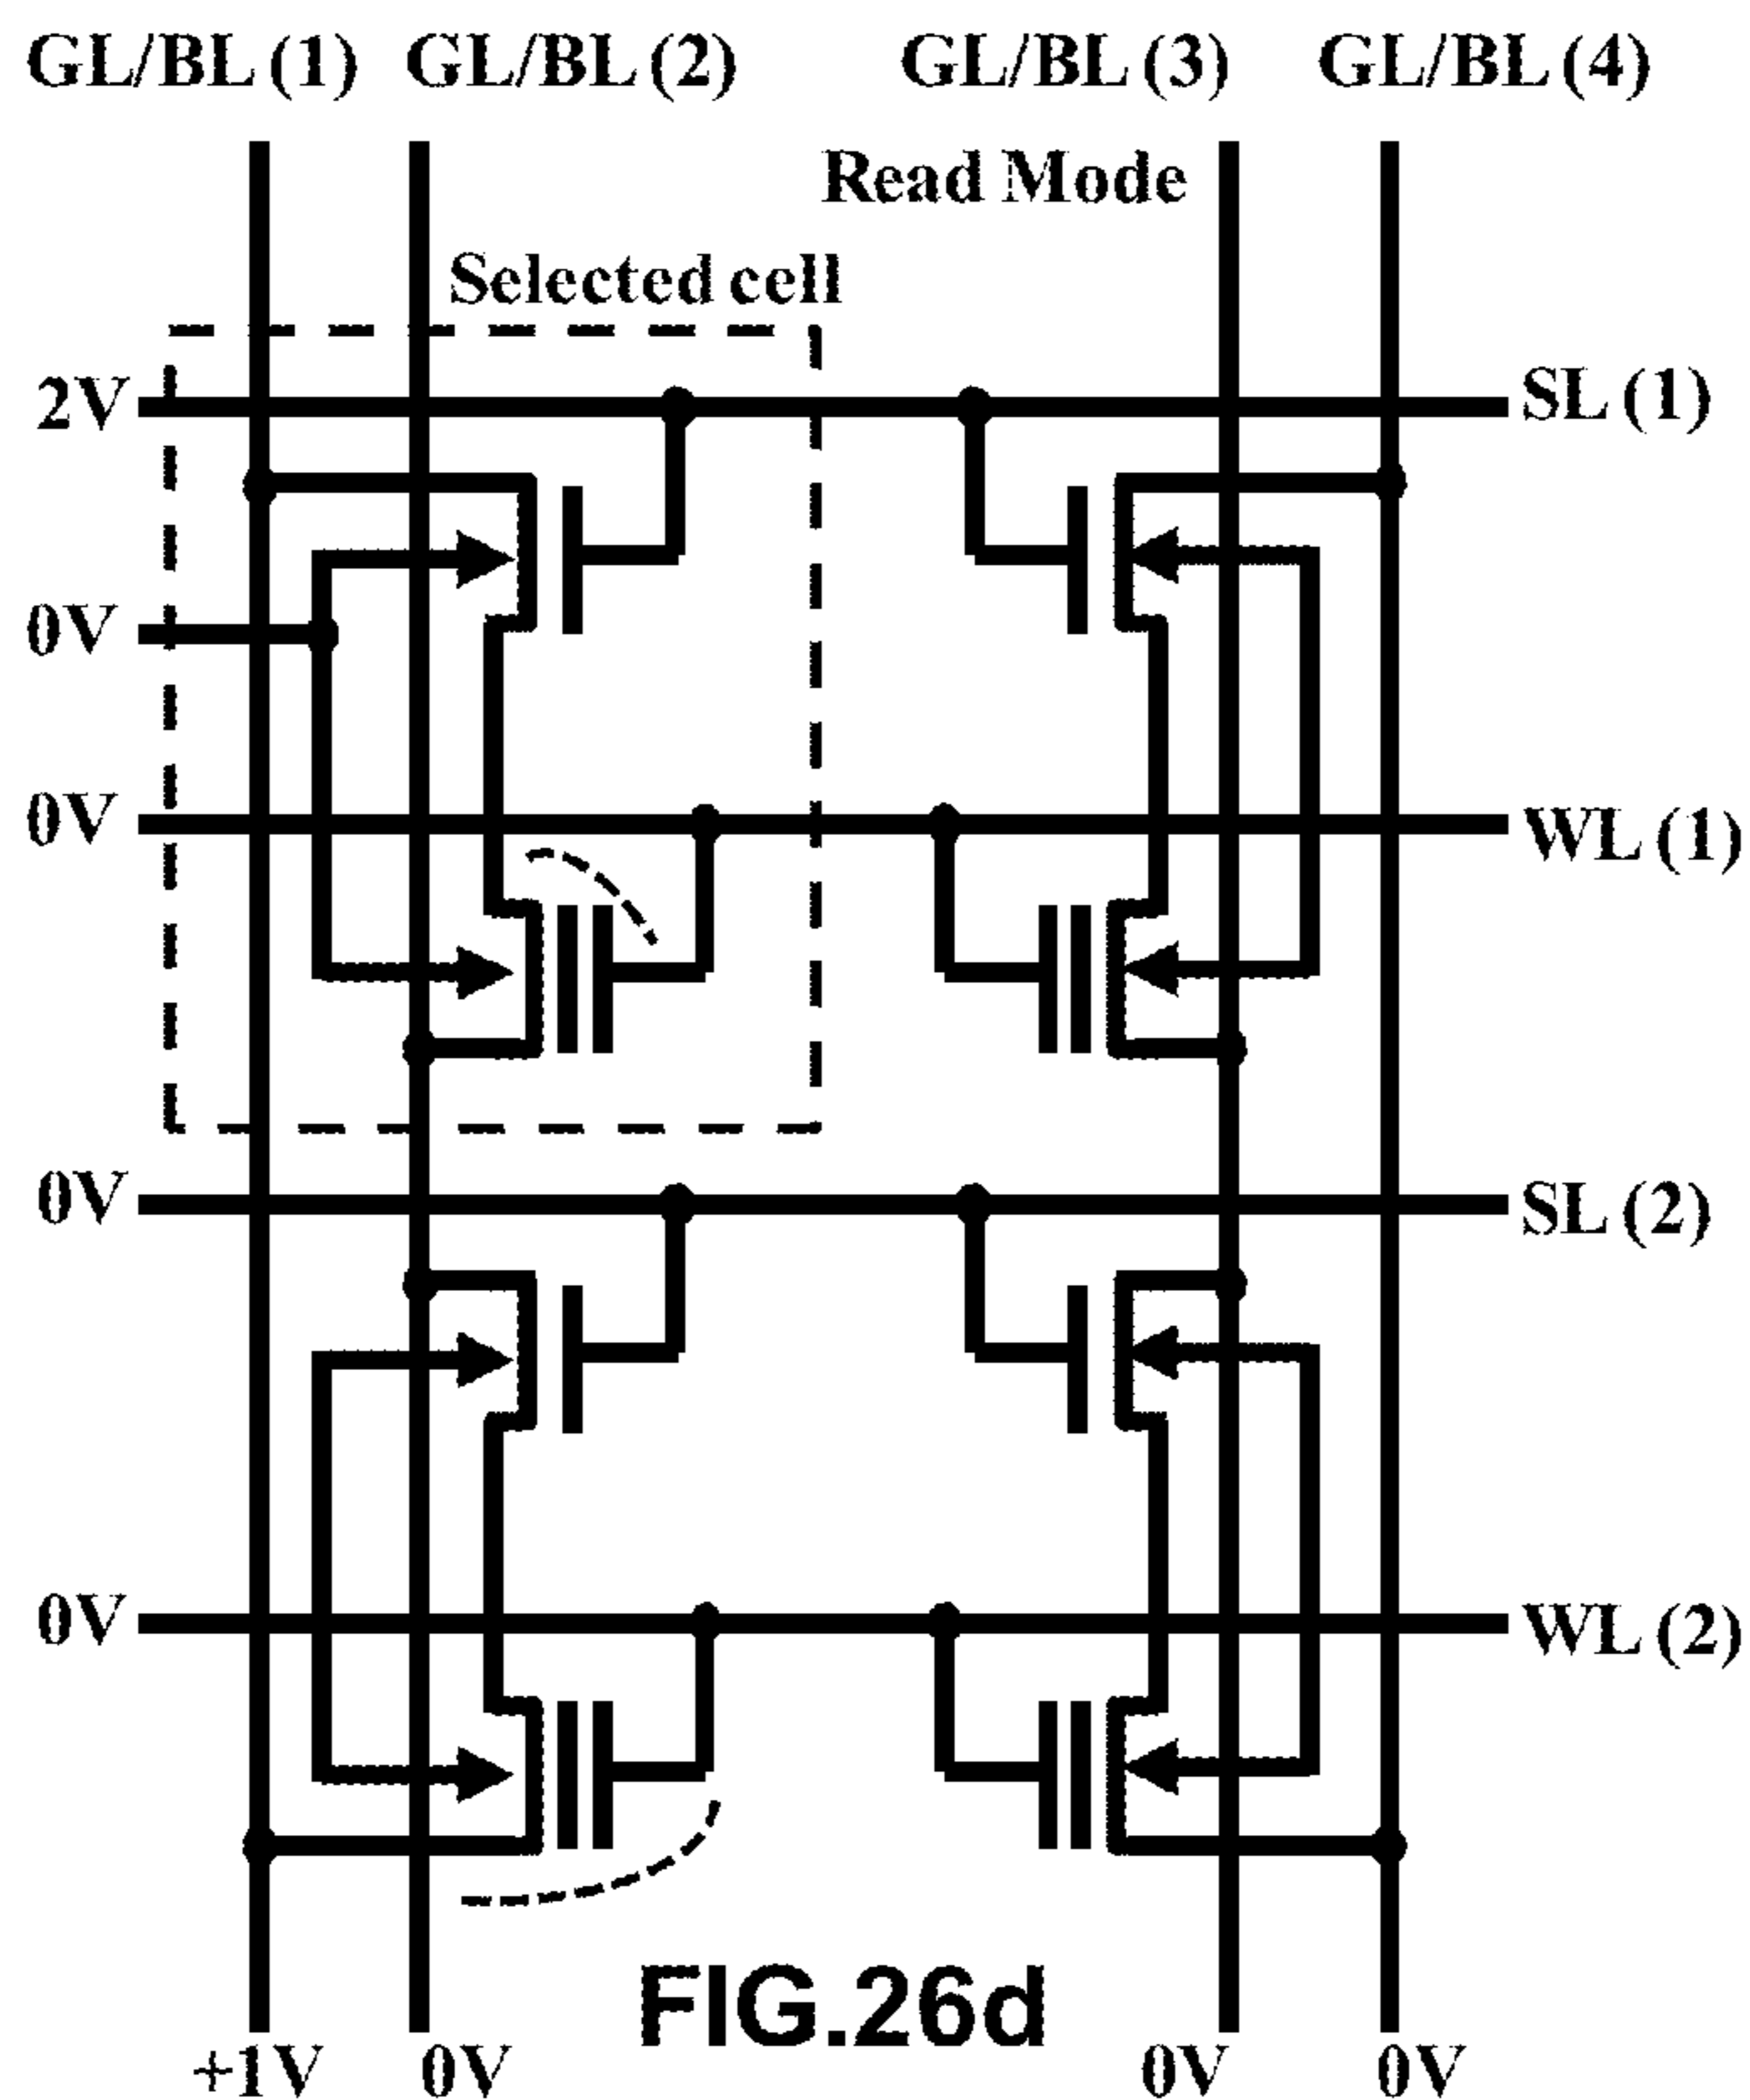 GL/BL (1) GL/BL (2) GL/BL (3) GL/BL (4)
Read Mode
Selected cell
2V SL (1)
0V
0V WL (1)
0V SL (2)
0V WL (2)
FIG.26d
+1V 0V 0V 0V